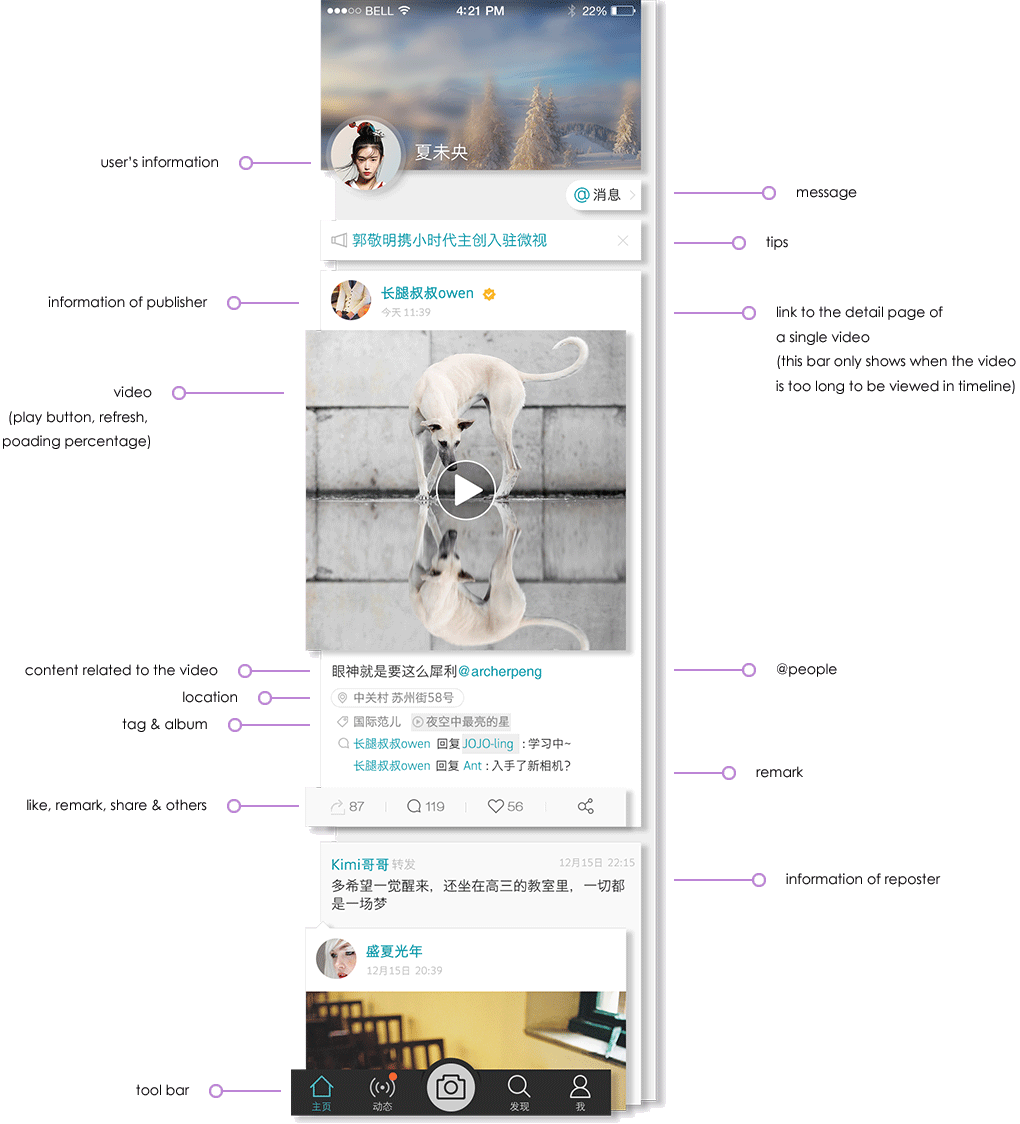 BELL 4:21 PM 22%
夏未央
user's information
@消息
message
郭敬明携小时代主创入驻微视
tips
information of publisher
长腿叔叔owen
今天 11:39
link to the detail page of
a single video
(this bar only shows when the video
is too long to be viewed in timeline)
video
(play button, refresh,
poading percentage)
content related to the video
眼神就是要这么犀利@archerpeng
@people
location
中关村 苏州街58号
tag & album
国际范儿 夜空中最亮的星
长腿叔叔owen 回复 JOJO-ling : 学习中~
长腿叔叔owen 回复 Ant : 入手了新相机?
remark
like, remark, share & others
87 119 56
Kimi哥哥 转发 12月15日 22:15
多希望一觉醒来，还坐在高三的教室里，一切都
是一场梦
information of reposter
盛夏光年
12月15日 20:39
tool bar
主页 动态 发现 我